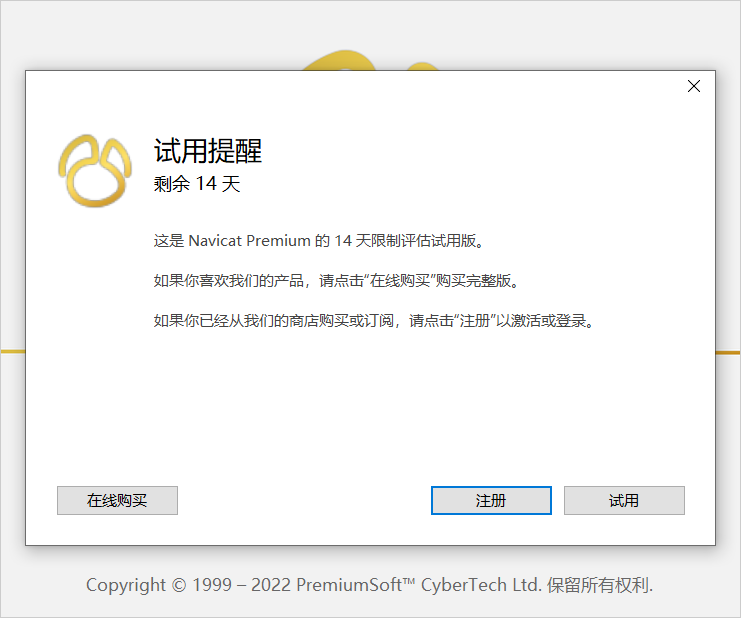 试用提醒
剩余 14 天
这是 Navicat Premium 的 14 天限制评估试用版。
如果你喜欢我们的产品，请点击“在线购买”购买完整版。
如果你已经从我们的商店购买或订阅，请点击“注册”以激活或登录。
在线购买
注册
试用
Copyright © 1999 – 2022 PremiumSoft™ CyberTech Ltd. 保留所有权利.